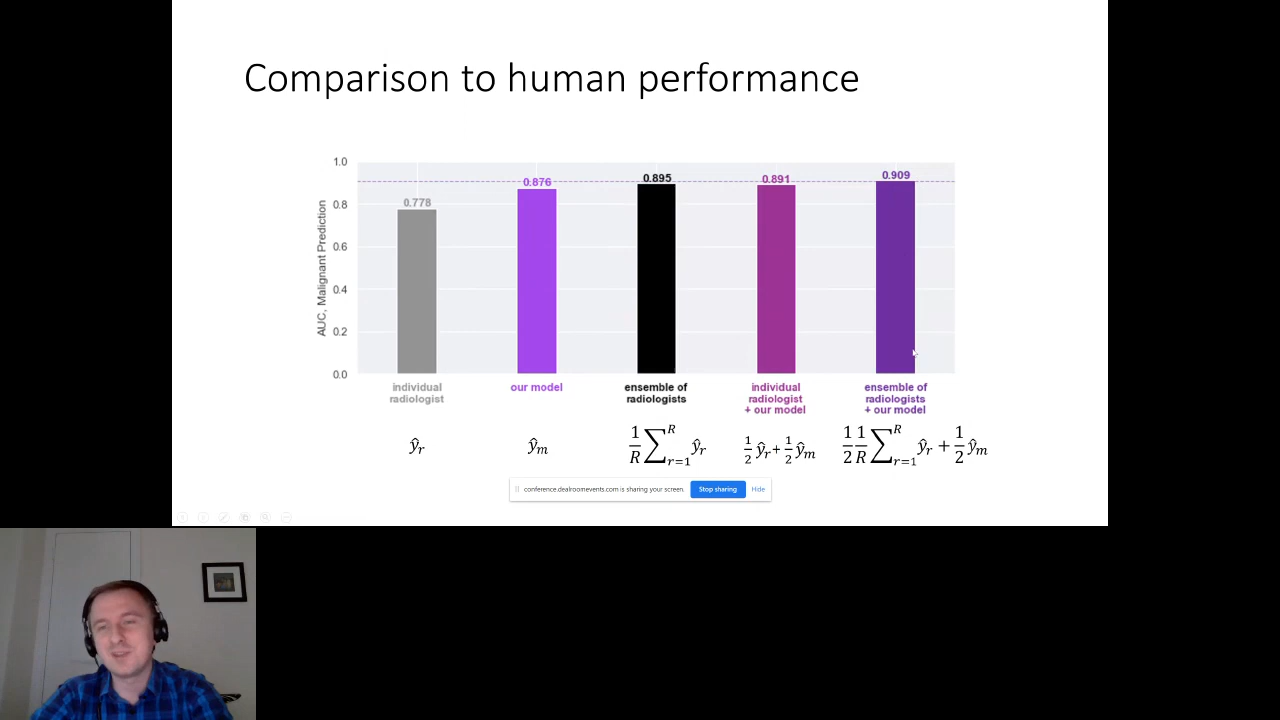 Comparison to human performance
1.0
0.8
0.6
0.4
0.2
0.0
AUC, Malignant Prediction
0.778
0.876
0.895
0.891
0.909
individual
radiologist
our model
ensemble of
radiologists
individual
radiologist
+ our model
ensemble of
radiologists
+ our model
ŷ_r
ŷ_m
1/R ∑_{r=1}^{R} ŷ_r
1/2 ŷ_r + 1/2 ŷ_m
1/2 1/R ∑_{r=1}^{R} ŷ_r + 1/2 ŷ_m
conference.dealroomevents.com is sharing your screen.
Stop sharing
Hide